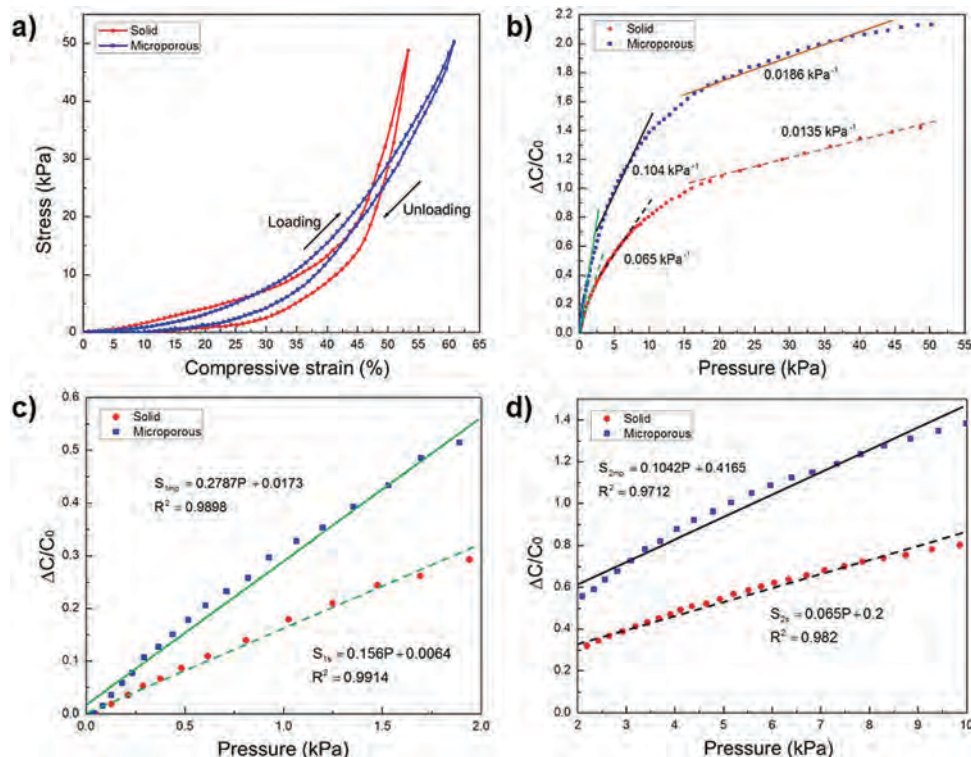 a)
Solid
Microporous
50
40
30
20
10
0
Stress (kPa)
Loading
Unloading
0 5 10 15 20 25 30 35 40 45 50 55 60 65
Compressive strain (%)
b)
Solid
Microporous
2.2
2.0
1.8
1.6
1.4
1.2
1.0
0.8
0.6
0.4
0.2
0.0
ΔC/C₀
0.0186 kPa⁻¹
0.0135 kPa⁻¹
0.104 kPa⁻¹
0.065 kPa⁻¹
0 5 10 15 20 25 30 35 40 45 50 55
Pressure (kPa)
c)
Solid
Microporous
0.6
0.5
0.4
0.3
0.2
0.1
0.0
ΔC/C₀
S₁ₘₚ=0.2787P+0.0173
R²=0.9898
S₁ₛ=0.156P+0.0064
R²=0.9914
0.0 0.5 1.0 1.5 2.0
Pressure (kPa)
d)
Solid
Microporous
1.4
1.2
1.0
0.8
0.6
0.4
0.2
0.0
ΔC/C₀
S₂ₘₚ=0.1042P+0.4165
R²=0.9712
S₂ₛ=0.065P+0.2
R²=0.982
2 3 4 5 6 7 8 9 10
Pressure (kPa)